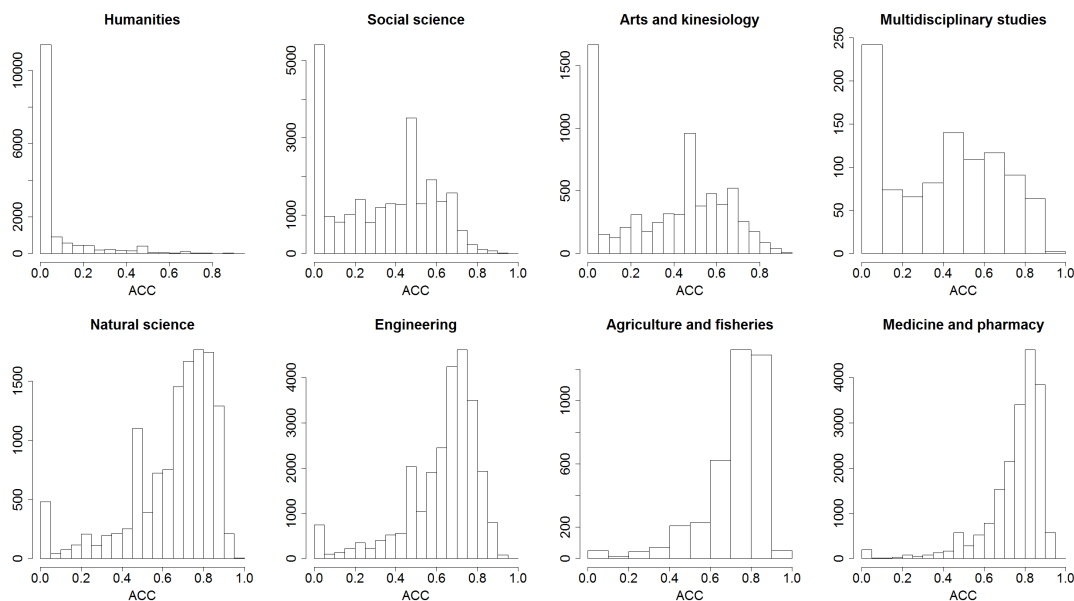 Humanities
10000
6000
2000
0
0.0 0.2 0.4 0.6 0.8
ACC
Social science
5000
3000
1000
0
0.0 0.2 0.4 0.6 0.8 1.0
ACC
Arts and kinesiology
1500
1000
500
0
0.0 0.2 0.4 0.6 0.8
ACC
Multidisciplinary studies
250
200
150
100
50
0
0.0 0.2 0.4 0.6 0.8 1.0
ACC
Natural science
1500
1000
500
0
0.0 0.2 0.4 0.6 0.8 1.0
ACC
Engineering
4000
3000
2000
1000
0
0.0 0.2 0.4 0.6 0.8 1.0
ACC
Agriculture and fisheries
1000
600
200
0
0.0 0.2 0.4 0.6 0.8 1.0
ACC
Medicine and pharmacy
4000
3000
2000
1000
0
0.0 0.2 0.4 0.6 0.8 1.0
ACC